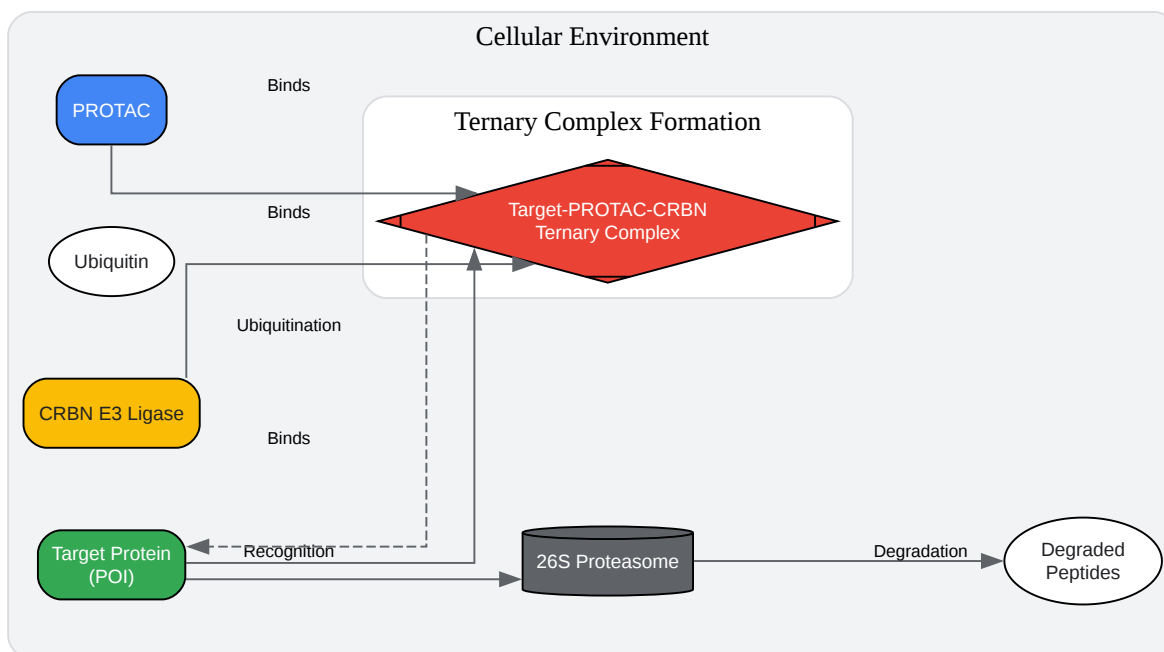 Cellular Environment
Binds
PROTAC
Ternary Complex Formation
Binds
Target-PROTAC-CRBN
Ternary Complex
Ubiquitin
Ubiquitination
CRBN E3 Ligase
Binds
Target Protein
(POI)
Recognition
26S Proteasome
Degradation
Degraded
Peptides